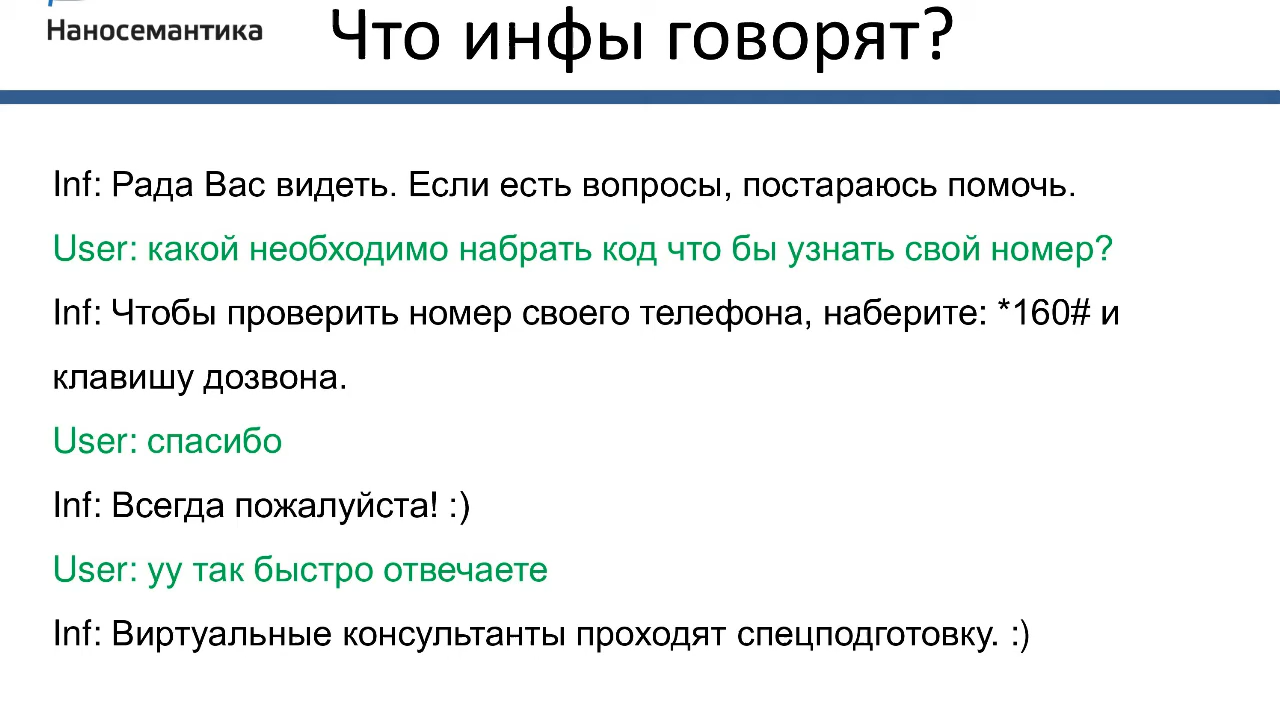 Наносемантика
Что инфы говорят?
Inf: Рада Вас видеть. Если есть вопросы, постараюсь помочь.
User: какой необходимо набрать код что бы узнать свой номер?
Inf: Чтобы проверить номер своего телефона, наберите: *160# и
клавишу дозвона.
User: спасибо
Inf: Всегда пожалуйста! :)
User: уу так быстро отвечаете
Inf: Виртуальные консультанты проходят спецподготовку. :)